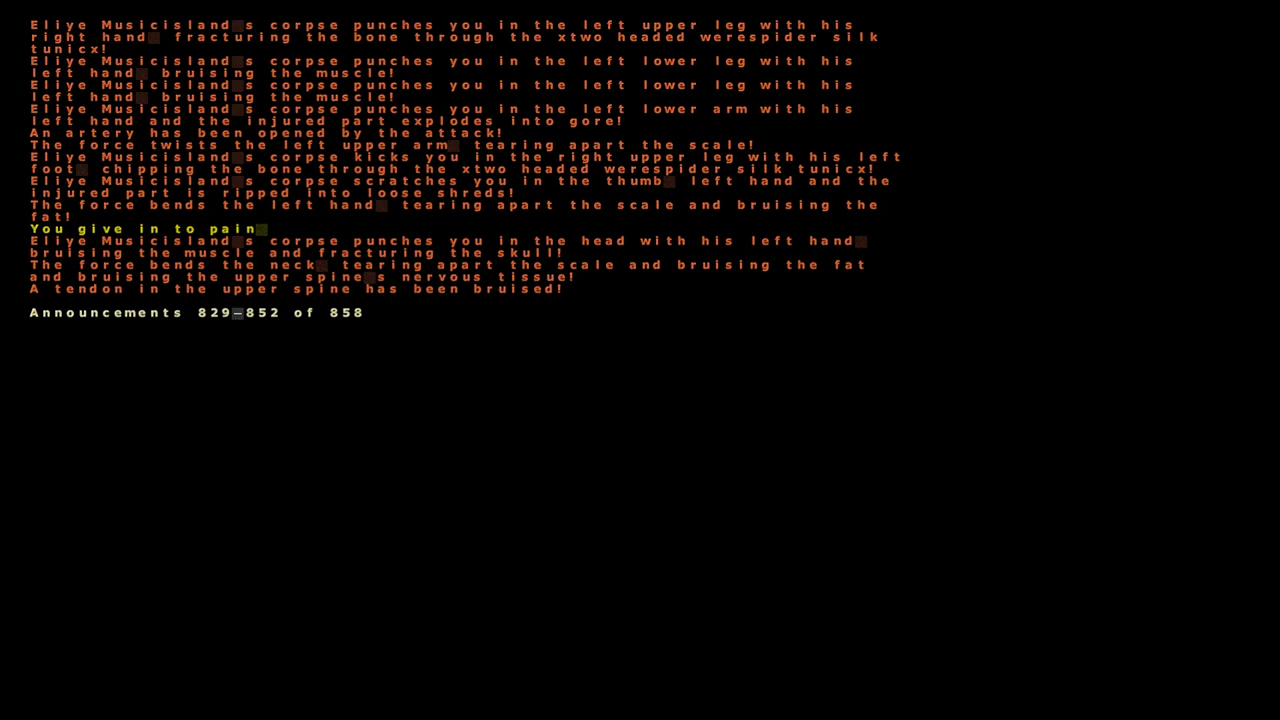 Eliye Musicisland s corpse punches you in the left upper leg with his
right hand fracturing the bone through the xtwo headed werespider silk
tunicx!
Eliye Musicisland s corpse punches you in the left lower leg with his
left hand bruising the muscle!
Eliye Musicisland s corpse punches you in the left lower leg with his
left hand bruising the muscle!
Eliye Musicisland s corpse punches you in the left lower arm with his
left hand and the injured part explodes into gore!
An artery has been opened by the attack!
The force twists the left upper arm tearing apart the scale!
Eliye Musicisland s corpse kicks you in the right upper leg with his left
foot chipping the bone through the xtwo headed werespider silk tunicx!
Eliye Musicisland s corpse scratches you in the thumb left hand and the
injured part is ripped into loose shreds!
The force bends the left hand tearing apart the scale and bruising the
fat!
You give in to pain
Eliye Musicisland s corpse punches you in the head with his left hand
bruising the muscle and fracturing the skull!
The force bends the neck tearing apart the scale and bruising the fat
and bruising the upper spine s nervous tissue!
A tendon in the upper spine has been bruised!
Announcements 829–852 of 858